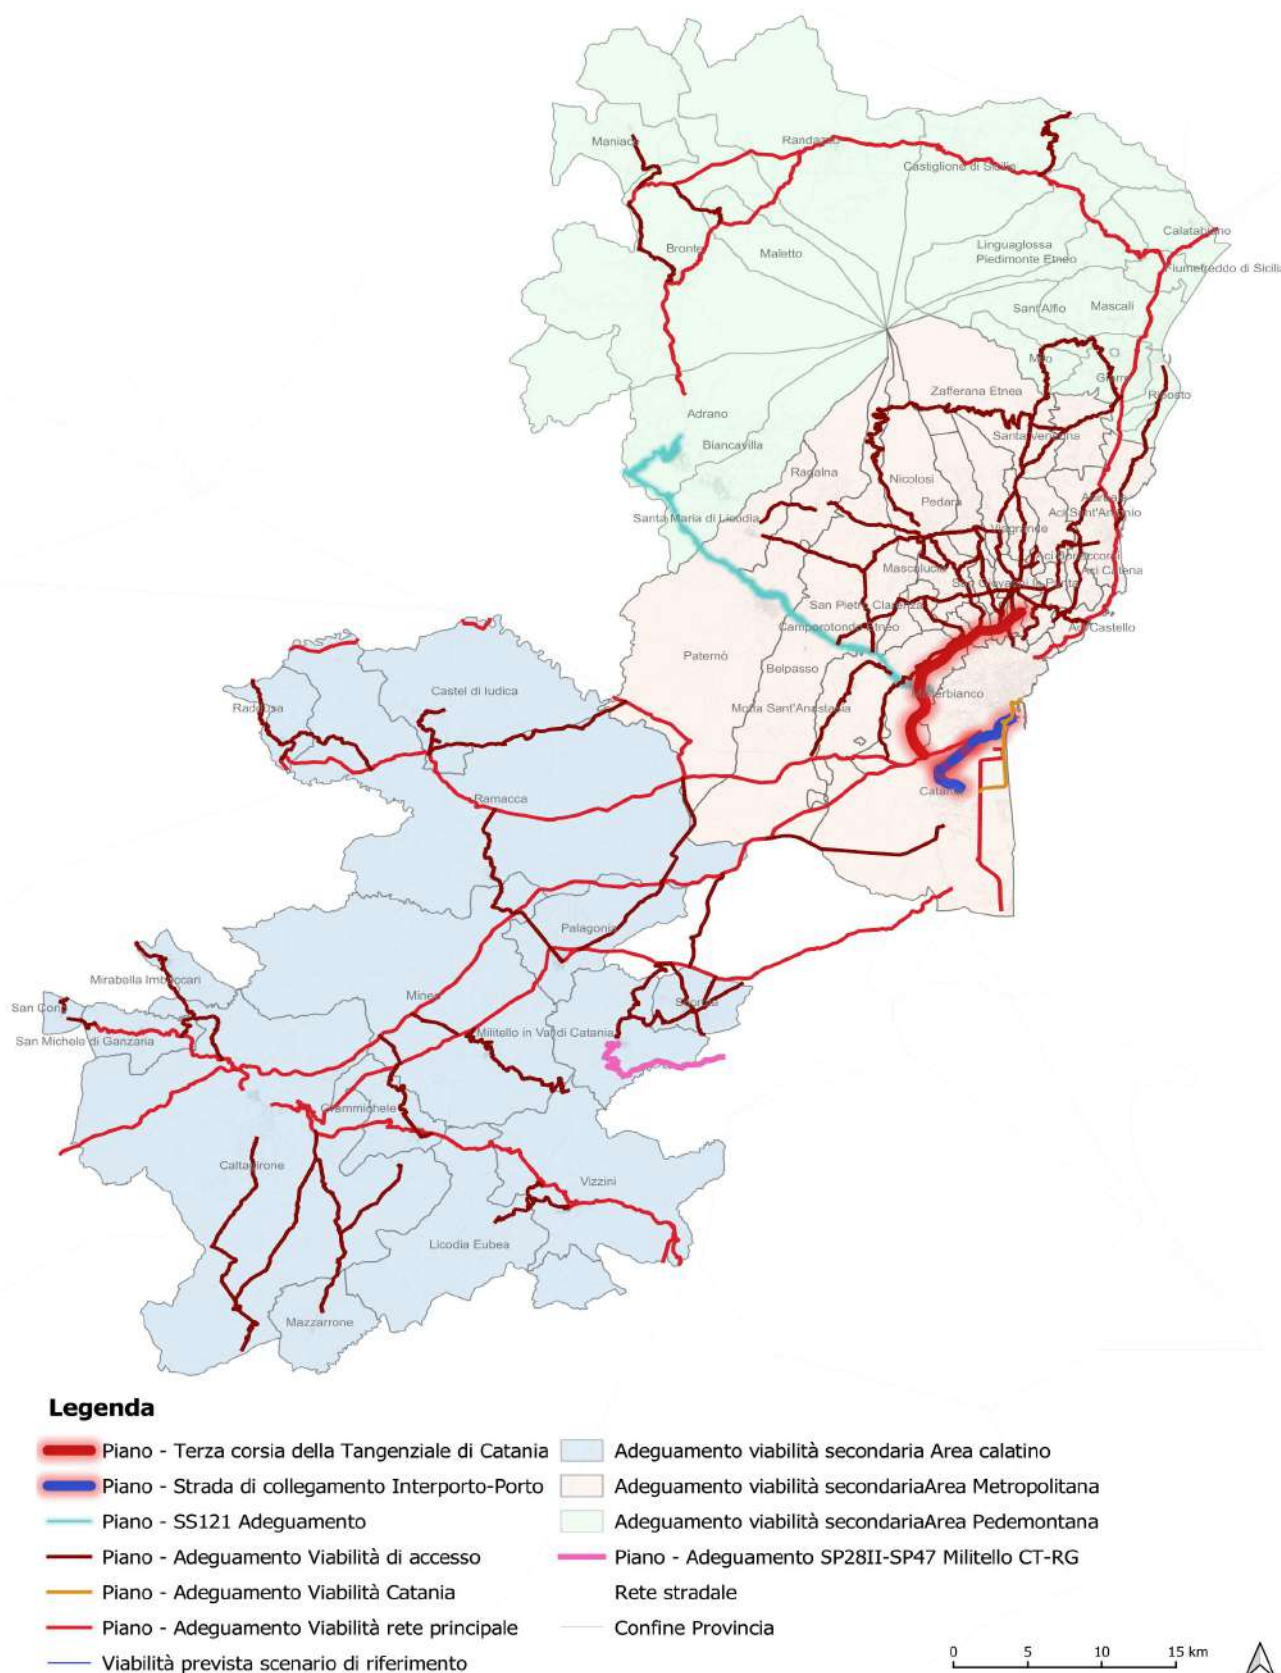 Maniace
Randazzo
Castiglione di Sicilia
Calatabiano
Bronte
Maletto
Linguaglossa
Piedimonte Etneo
Fiumefreddo di Sicilia
Sant'Alfio
Mascali
Milo
Giarre
Zafferana Etnea
Riposto
Adrano
Biancavilla
Santa Venerina
Ragalna
Nicolosi
Pedara
Acireale
Santa Maria di Licodia
Aci Sant'Antonio
Viagrande
Aci Bonaccorsi
Mascalucia
Aci Catena
San Giovanni la Punta
San Pietro Clarenza
Camporotondo Etneo
Aci Castello
Paternò
Belpasso
Castel di Iudica
Misterbianco
Motta Sant'Anastasia
Raddusa
Catania
Ramacca
Palagonia
Mirabella Imbaccari
Mineo
Scordia
San Cono
Militello in Val di Catania
San Michele di Ganzaria
Grammichele
Caltagirone
Vizzini
Licodia Eubea
Mazzarrone
Legenda
Piano - Terza corsia della Tangenziale di Catania
Piano - Strada di collegamento Interporto-Porto
Piano - SS121 Adeguamento
Piano - Adeguamento Viabilità di accesso
Piano - Adeguamento Viabilità Catania
Piano - Adeguamento Viabilità rete principale
Viabilità prevista scenario di riferimento
Adeguamento viabilità secondaria Area calatino
Adeguamento viabilità secondariaArea Metropolitana
Adeguamento viabilità secondariaArea Pedemontana
Piano - Adeguamento SP28II-SP47 Militello CT-RG
Rete stradale
Confine Provincia
0 5 10 15 km